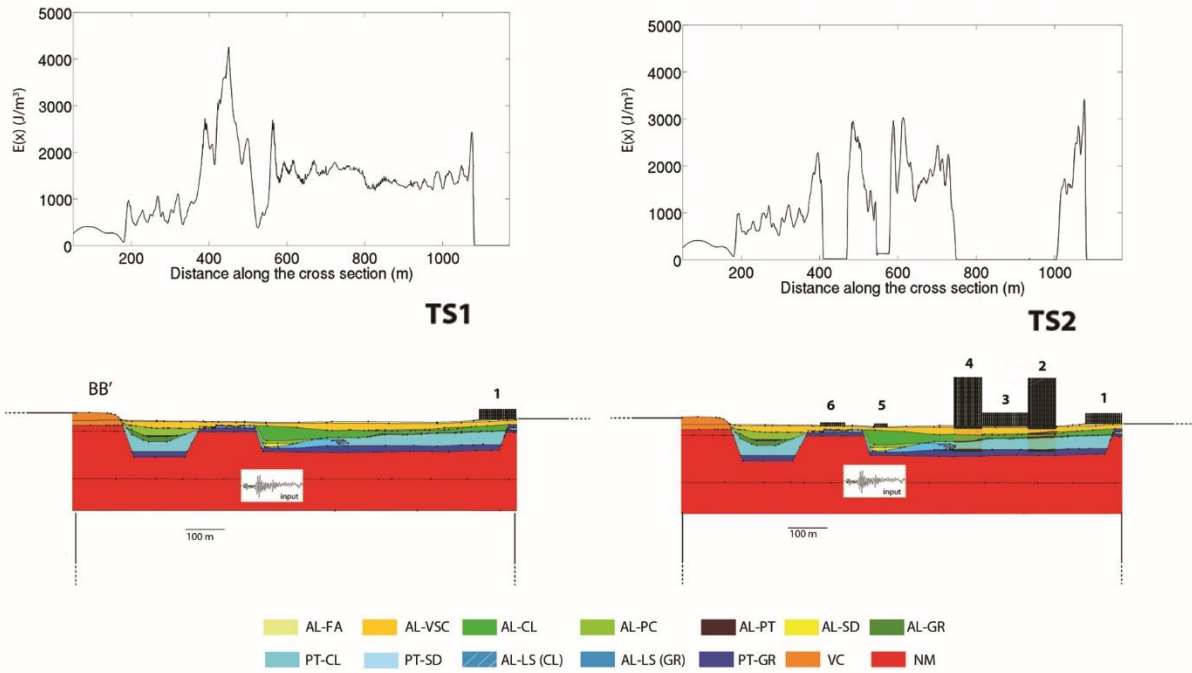 5000
4000
3000
2000
1000
0
E(x) (J/m³)
200 400 600 800 1000
Distance along the cross section (m)
TS1
5000
4000
3000
2000
1000
0
E(x) (J/m³)
200 400 600 800 1000
Distance along the cross section (m)
TS2
BB'
1
input
100 m
6 5 4 3 2 1
input
100 m
AL-FA AL-VSC AL-CL AL-PC AL-PT AL-SD AL-GR
PT-CL PT-SD AL-LS (CL) AL-LS (GR) PT-GR VC NM